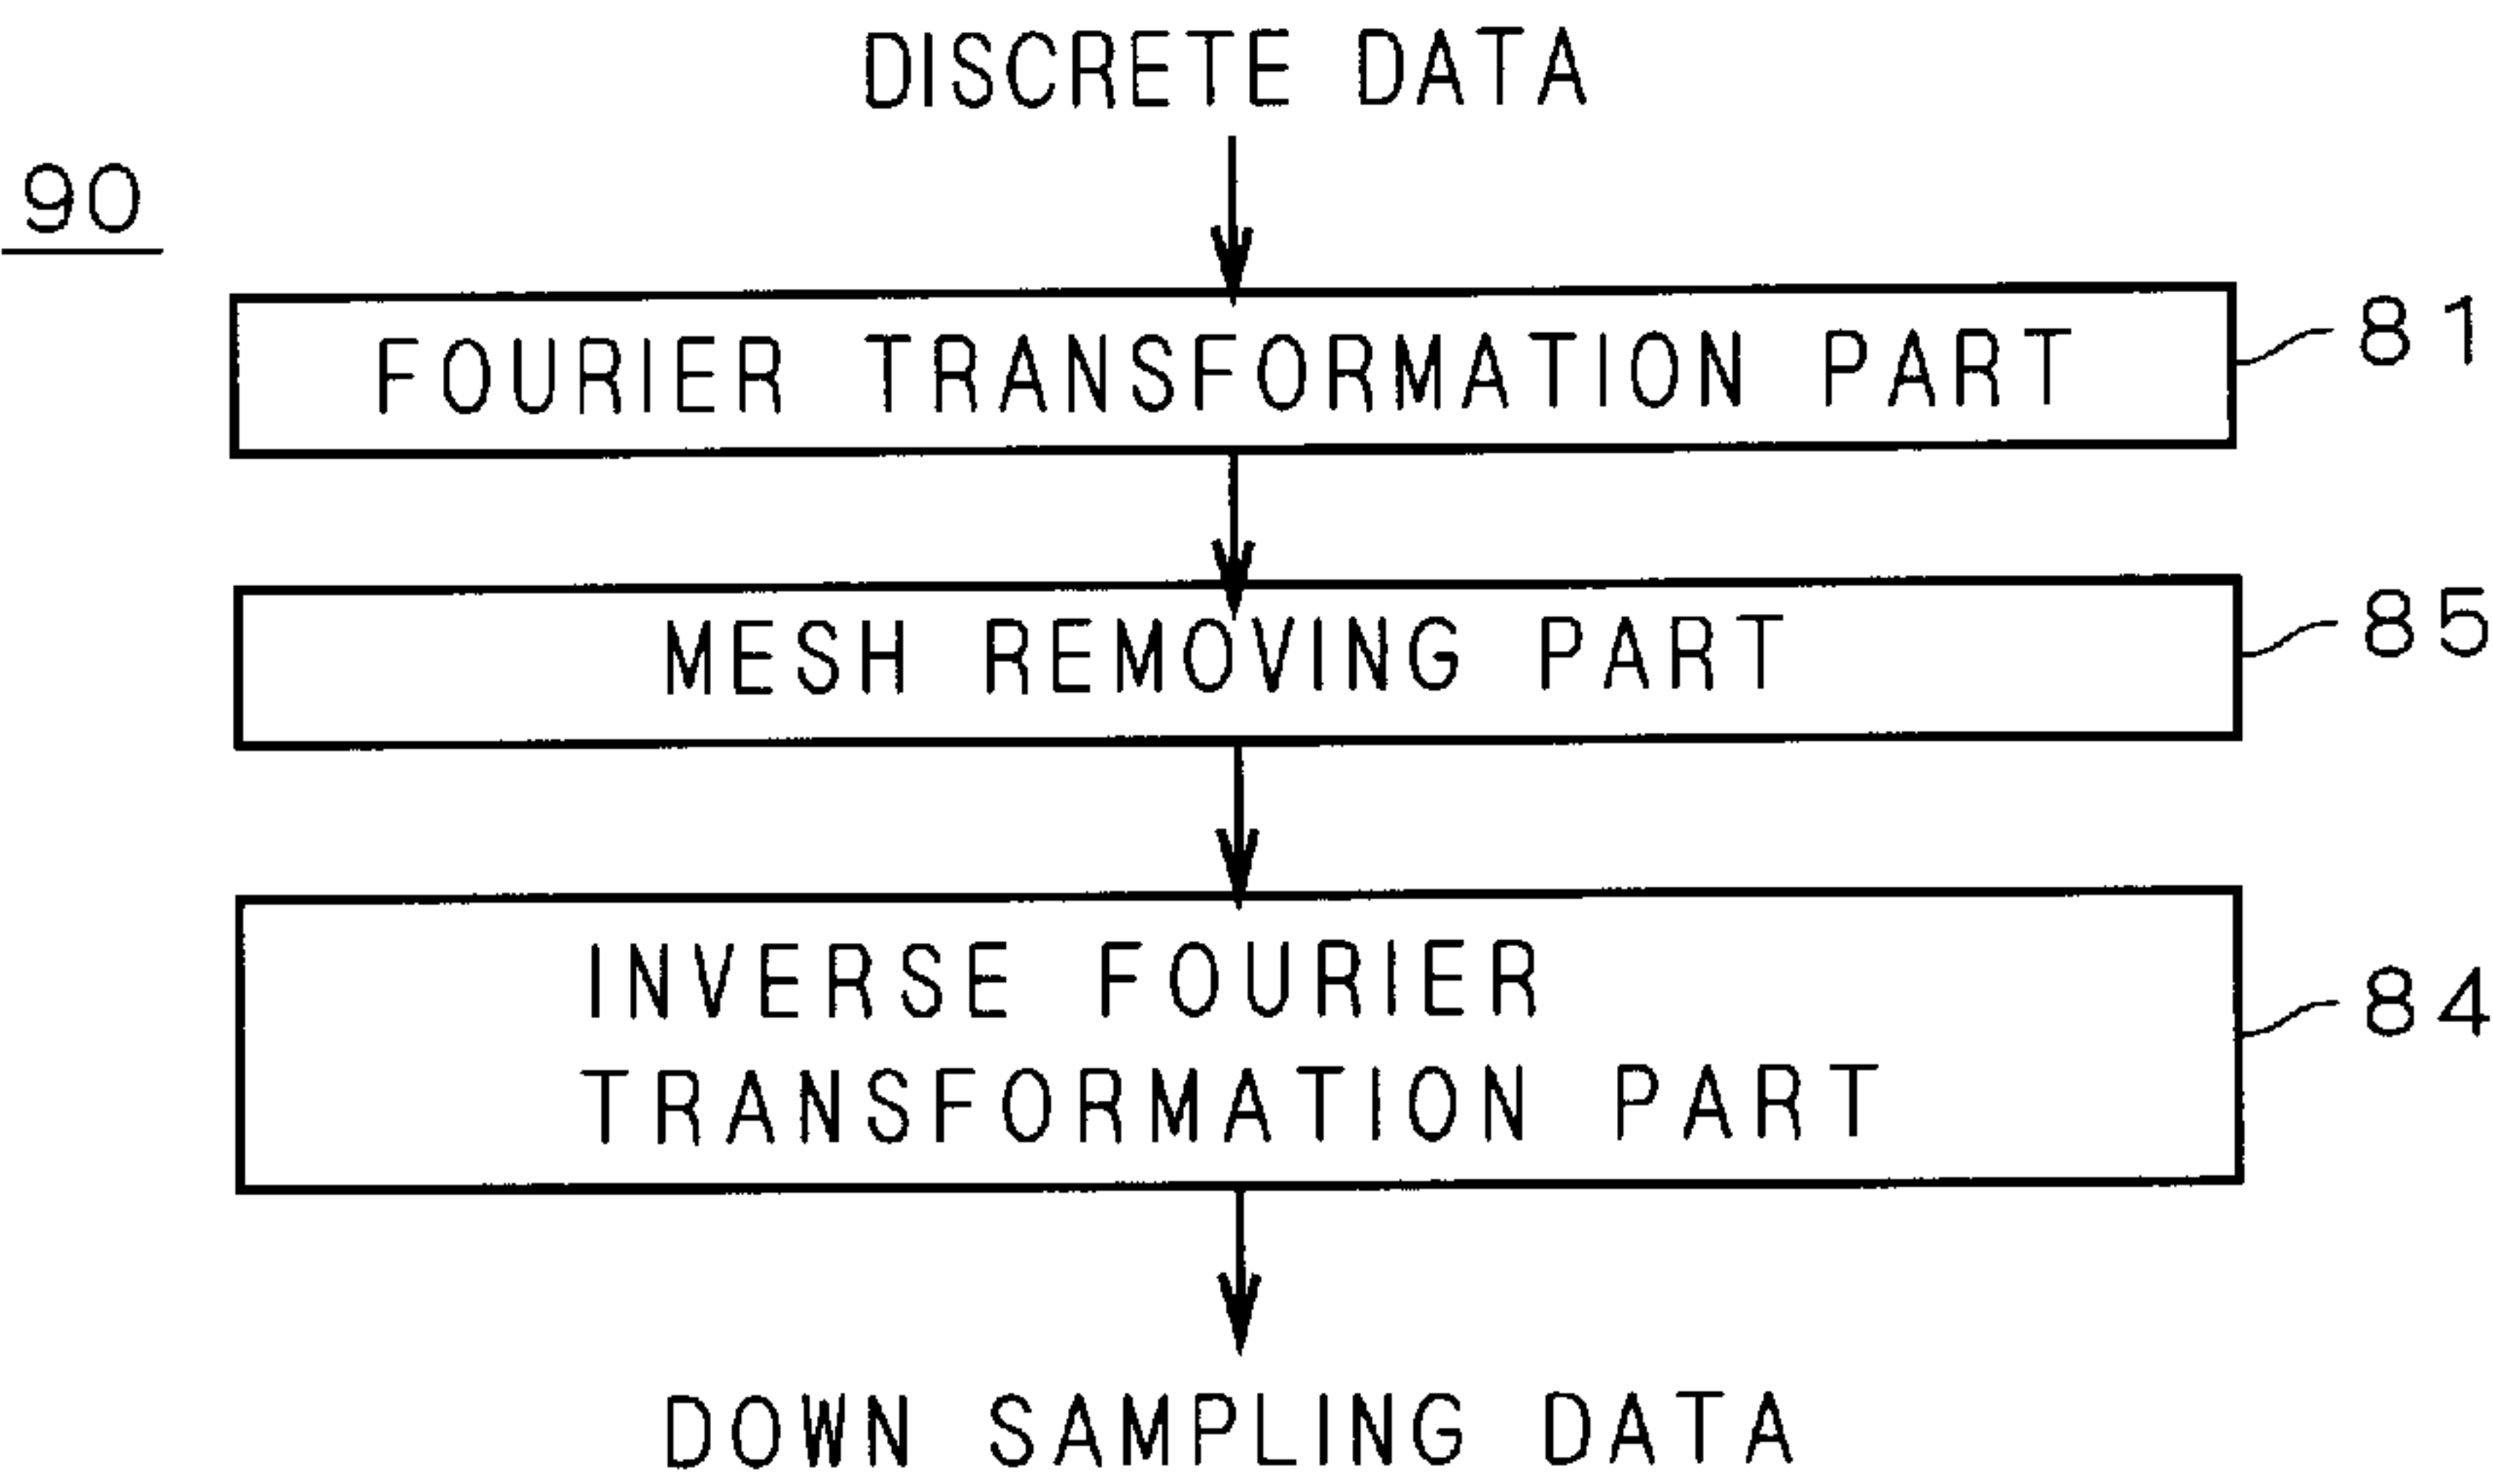 DISCRETE DATA
90
FOURIER TRANSFORMATION PART
81
MESH REMOVING PART
85
INVERSE FOURIER
TRANSFORMATION PART
84
DOWN SAMPLING DATA